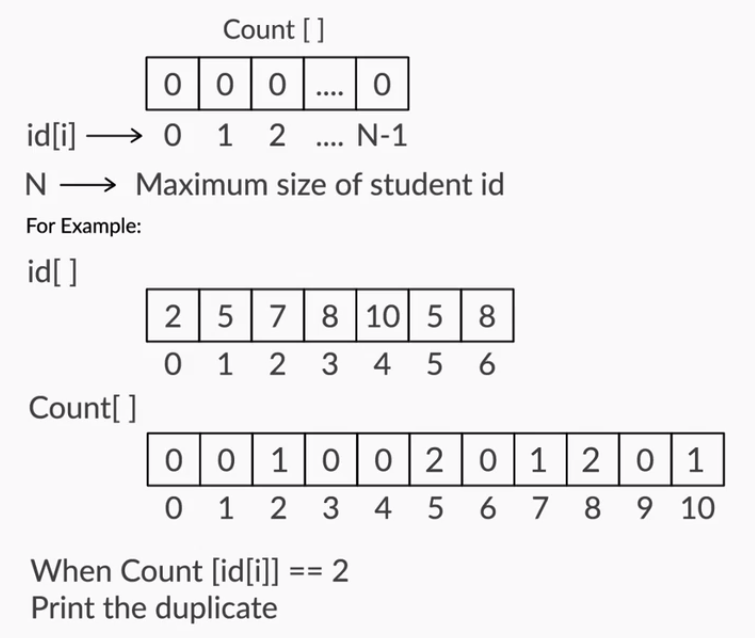 Count [ ]
0 0 0 .... 0
id[i] ⟶ 0 1 2 .... N-1
N ⟶ Maximum size of student id
For Example:
id[ ]
2 5 7 8 10 5 8
0 1 2 3 4 5 6
Count[ ]
0 0 1 0 0 2 0 1 2 0 1
0 1 2 3 4 5 6 7 8 9 10
When Count [id[i]] == 2
Print the duplicate